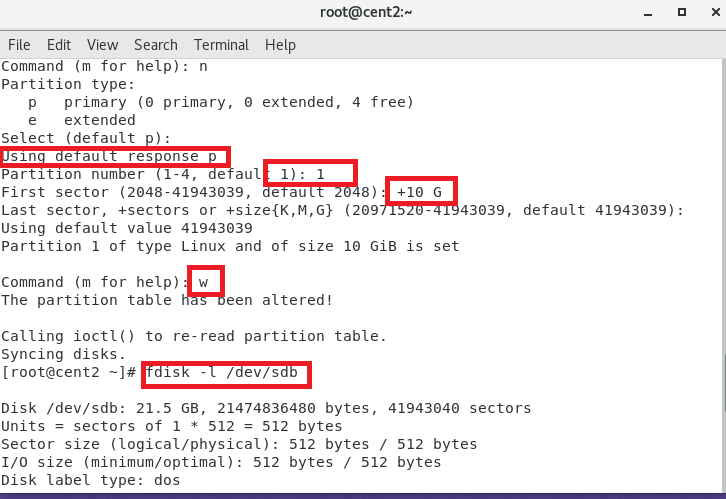 root@cent2:~
File Edit View Search Terminal Help
Command (m for help): n
Partition type:
   p   primary (0 primary, 0 extended, 4 free)
   e   extended
Select (default p):
Using default response p
Partition number (1-4, default 1): 1
First sector (2048-41943039, default 2048): +10 G
Last sector, +sectors or +size{K,M,G} (20971520-41943039, default 41943039):
Using default value 41943039
Partition 1 of type Linux and of size 10 GiB is set
Command (m for help): w
The partition table has been altered!
Calling ioctl() to re-read partition table.
Syncing disks.
[root@cent2 ~]# fdisk -l /dev/sdb
Disk /dev/sdb: 21.5 GB, 21474836480 bytes, 41943040 sectors
Units = sectors of 1 * 512 = 512 bytes
Sector size (logical/physical): 512 bytes / 512 bytes
I/O size (minimum/optimal): 512 bytes / 512 bytes
Disk label type: dos